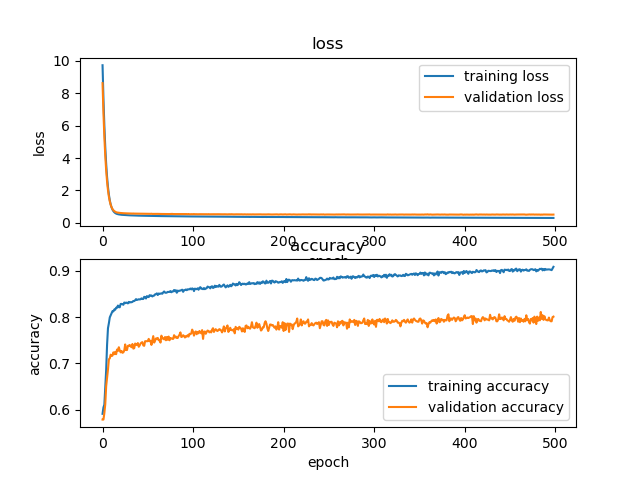 loss
10
8
6
4
2
0
loss
training loss
validation loss
0 100 200 300 400 500
epoch
accuracy
0.9
0.8
0.7
0.6
accuracy
training accuracy
validation accuracy
0 100 200 300 400 500
epoch